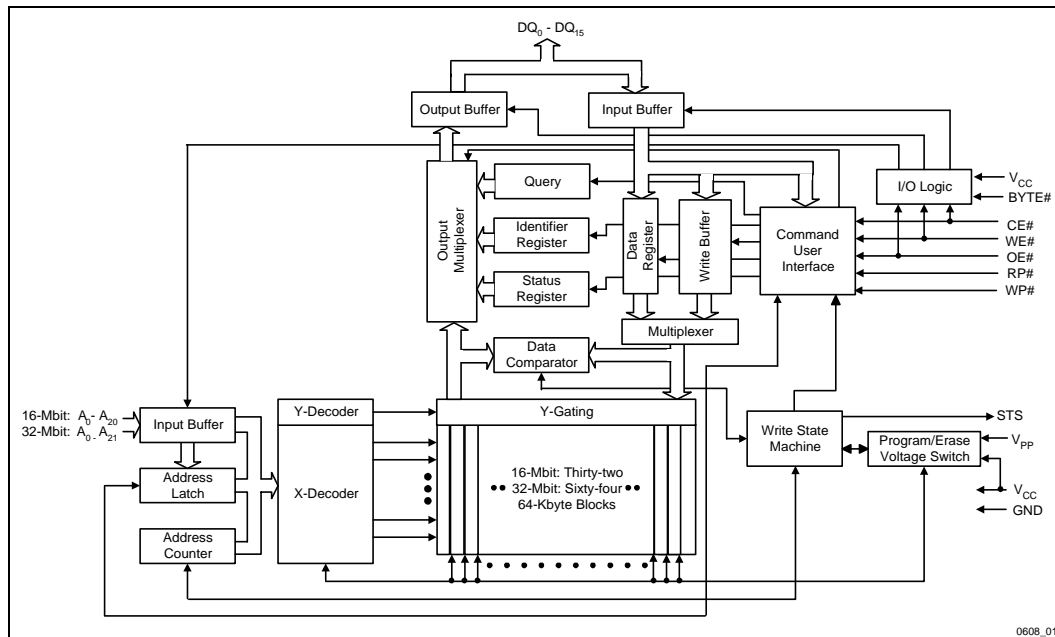 DQ0 - DQ15
Output Buffer
Input Buffer
Output
Multiplexer
Query
Identifier
Register
Status
Register
Data
Register
Write Buffer
Command
User
Interface
I/O Logic
VCC
BYTE#
CE#
WE#
OE#
RP#
WP#
Multiplexer
Data
Comparator
16-Mbit: A0 - A20
32-Mbit: A0 - A21
Input Buffer
Address
Latch
Address
Counter
Y-Decoder
X-Decoder
Y-Gating
16-Mbit: Thirty-two
32-Mbit: Sixty-four
64-Kbyte Blocks
Write State
Machine
Program/Erase
Voltage Switch
STS
VPP
VCC
GND
0608_01